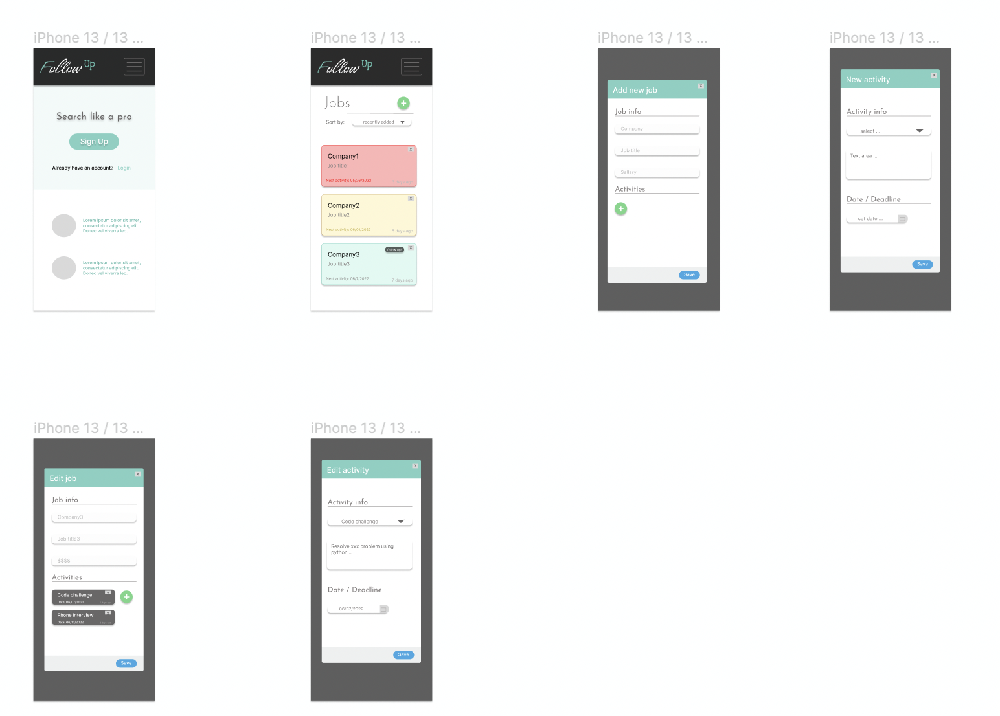 iPhone 13 / 13 ...
Follow Up
Search like a pro
Sign Up
Already have an account? Login
Lorem ipsum dolor sit amet,
consectetur adipiscing elit.
Donec vel viverra leo.
Lorem ipsum dolor sit amet,
consectetur adipiscing elit.
Donec vel viverra leo.
iPhone 13 / 13 ...
Follow Up
Jobs
+
Sort by: recently added
X
Company1
Job title1
Next activity: 05/26/2022
days ago
X
Company2
Job title2
Next activity: 06/01/2022
5 days ago
follow up!
X
Company3
Job title3
Next activity: 06/7/2022
7 days ago
iPhone 13 / 13 ...
X
Add new job
Job info
Company
Job title
Sallary
Activities
+
Save
iPhone 13 / 13 ...
X
New activity
Activity info
select ...
Text area ...
Date / Deadline
set date ...
Save
iPhone 13 / 13 ...
X
Edit job
Job info
Company3
Job title3
$$$$
Activities
Code challenge
X
Date: 06/07/2022
+
Phone Interview
X
Date: 06/10/2022
Save
iPhone 13 / 13 ...
X
Edit activity
Activity info
Code challenge
Resolve xxx problem using
python...
Date / Deadline
06/07/2022
Save